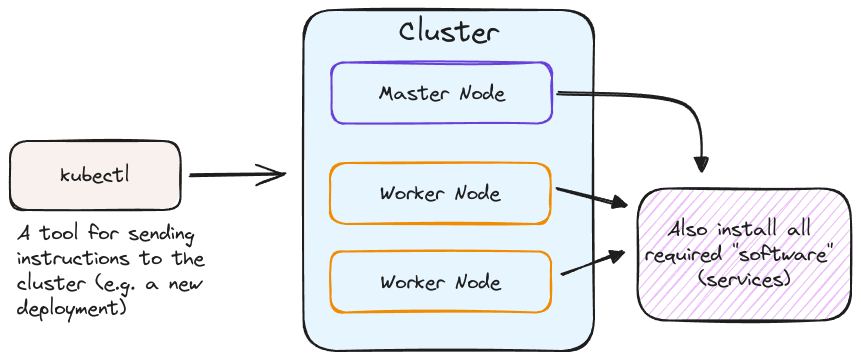 Cluster
Master Node
kubectl
Worker Node
Worker Node
A tool for sending
instructions to the
cluster (e.g. a new
deployment)
Also install all
required "software"
(services)